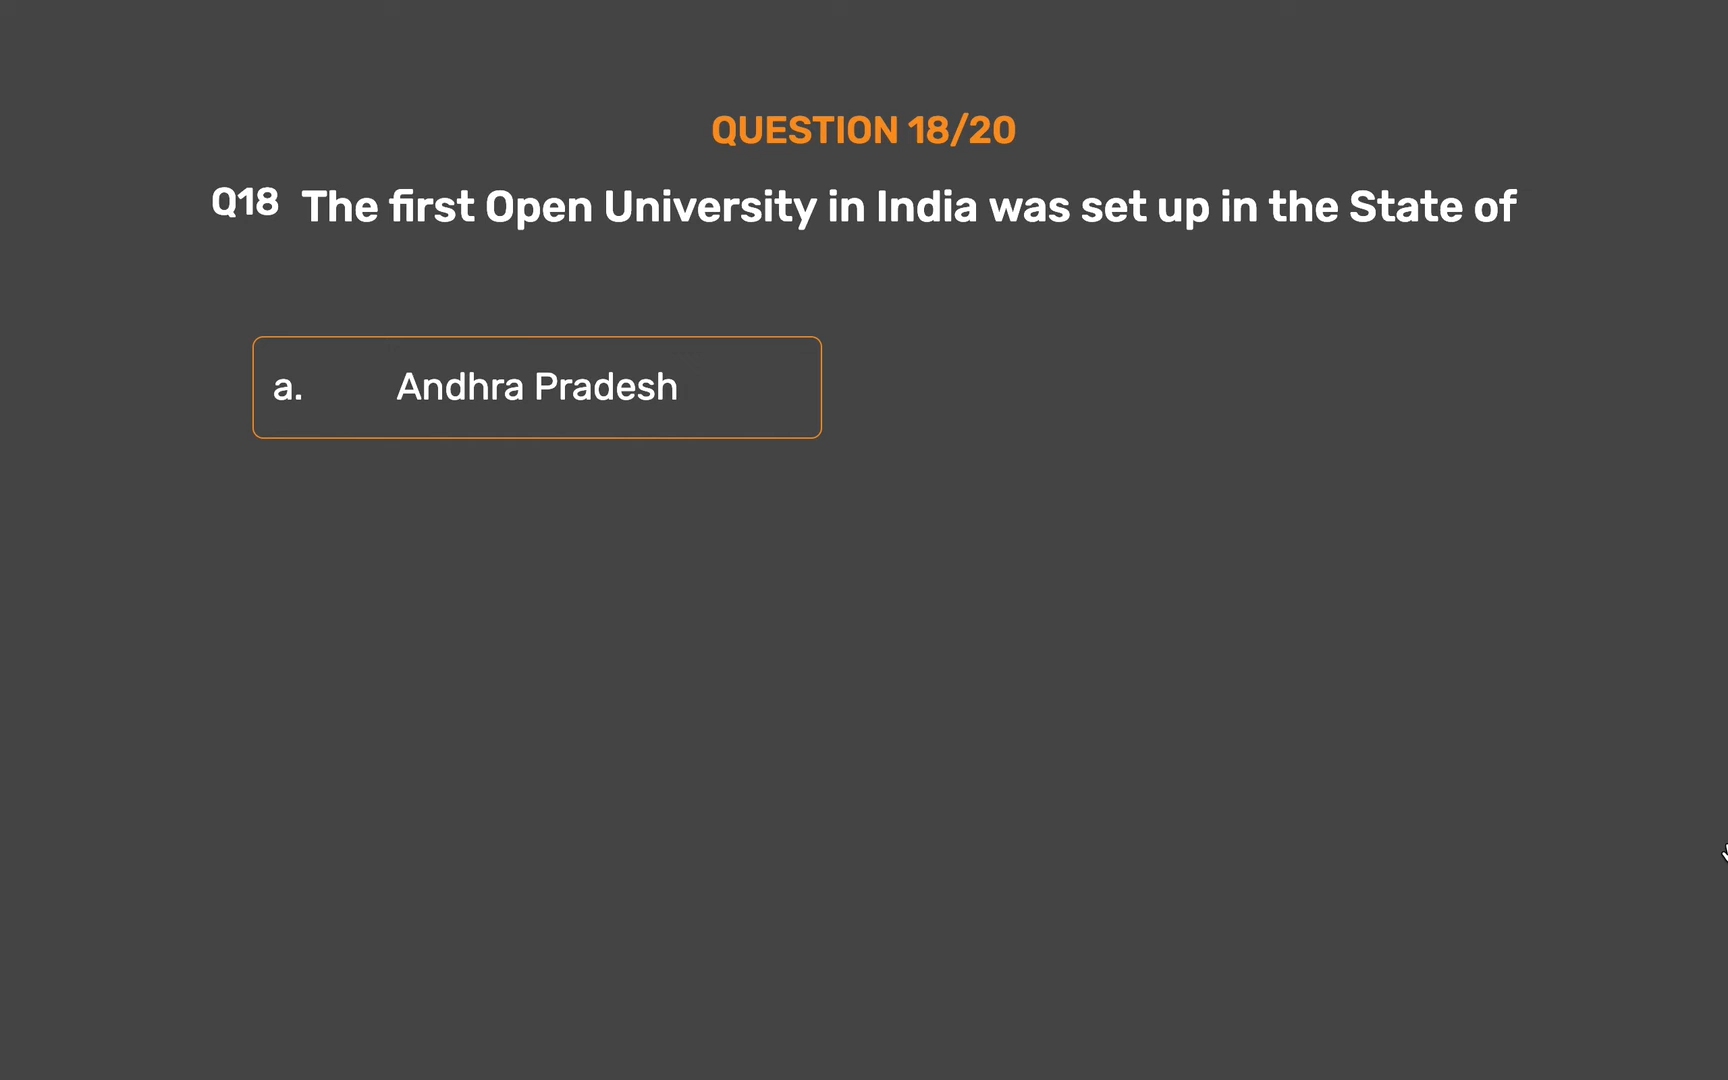 QUESTION 18/20
Q18 The first Open University in India was set up in the State of
a. Andhra Pradesh